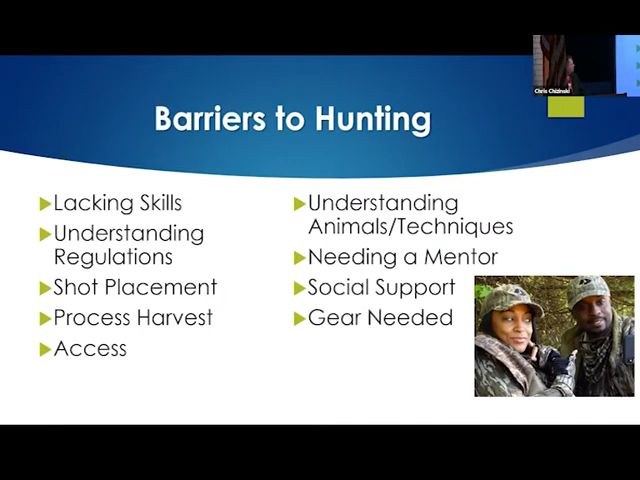 Chris Chizinski
Barriers to Hunting
Lacking Skills
Understanding
Regulations
Shot Placement
Process Harvest
Access
Understanding
Animals/Techniques
Needing a Mentor
Social Support
Gear Needed